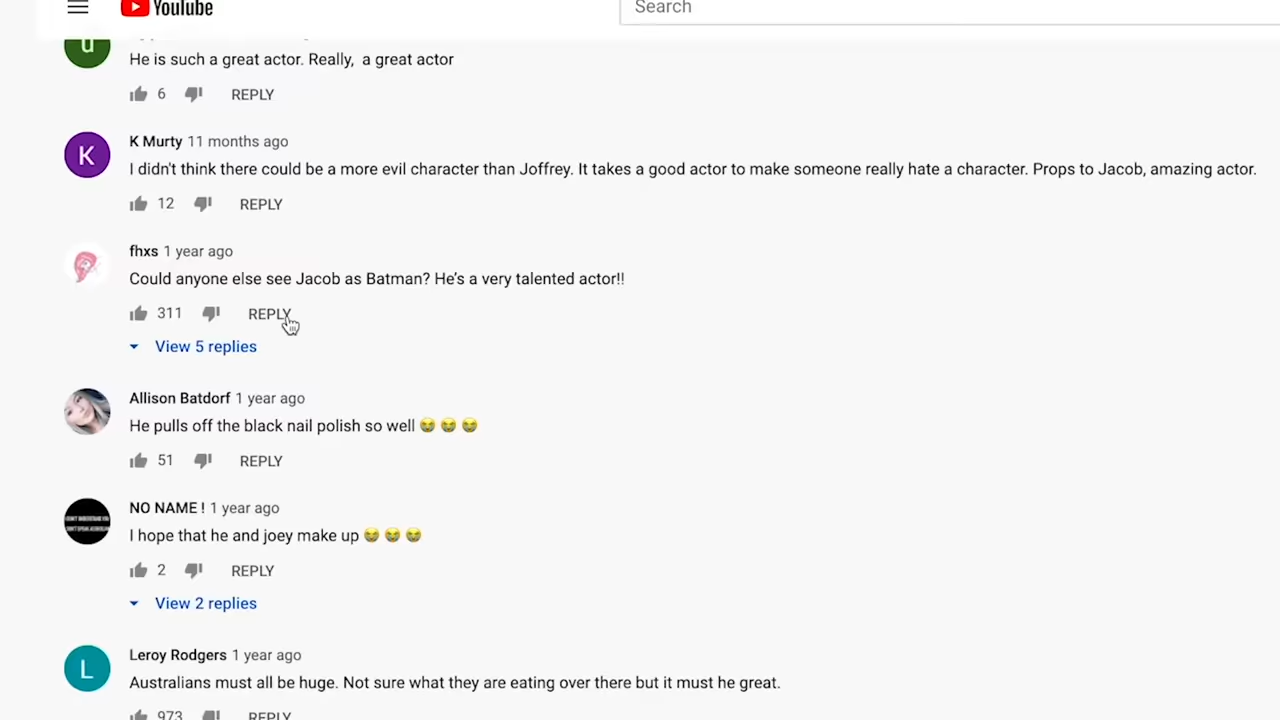 YouTube
Search
u
He is such a great actor. Really, a great actor
6 REPLY
K
K Murty 11 months ago
I didn't think there could be a more evil character than Joffrey. It takes a good actor to make someone really hate a character. Props to Jacob, amazing actor.
12 REPLY
fhxs 1 year ago
Could anyone else see Jacob as Batman? He's a very talented actor!!
311 REPLY
View 5 replies
Allison Batdorf 1 year ago
He pulls off the black nail polish so well 😭 😭 😭
51 REPLY
NO NAME ! 1 year ago
I hope that he and joey make up 😭 😭 😭
2 REPLY
View 2 replies
L
Leroy Rodgers 1 year ago
Australians must all be huge. Not sure what they are eating over there but it must he great.
973 REPLY